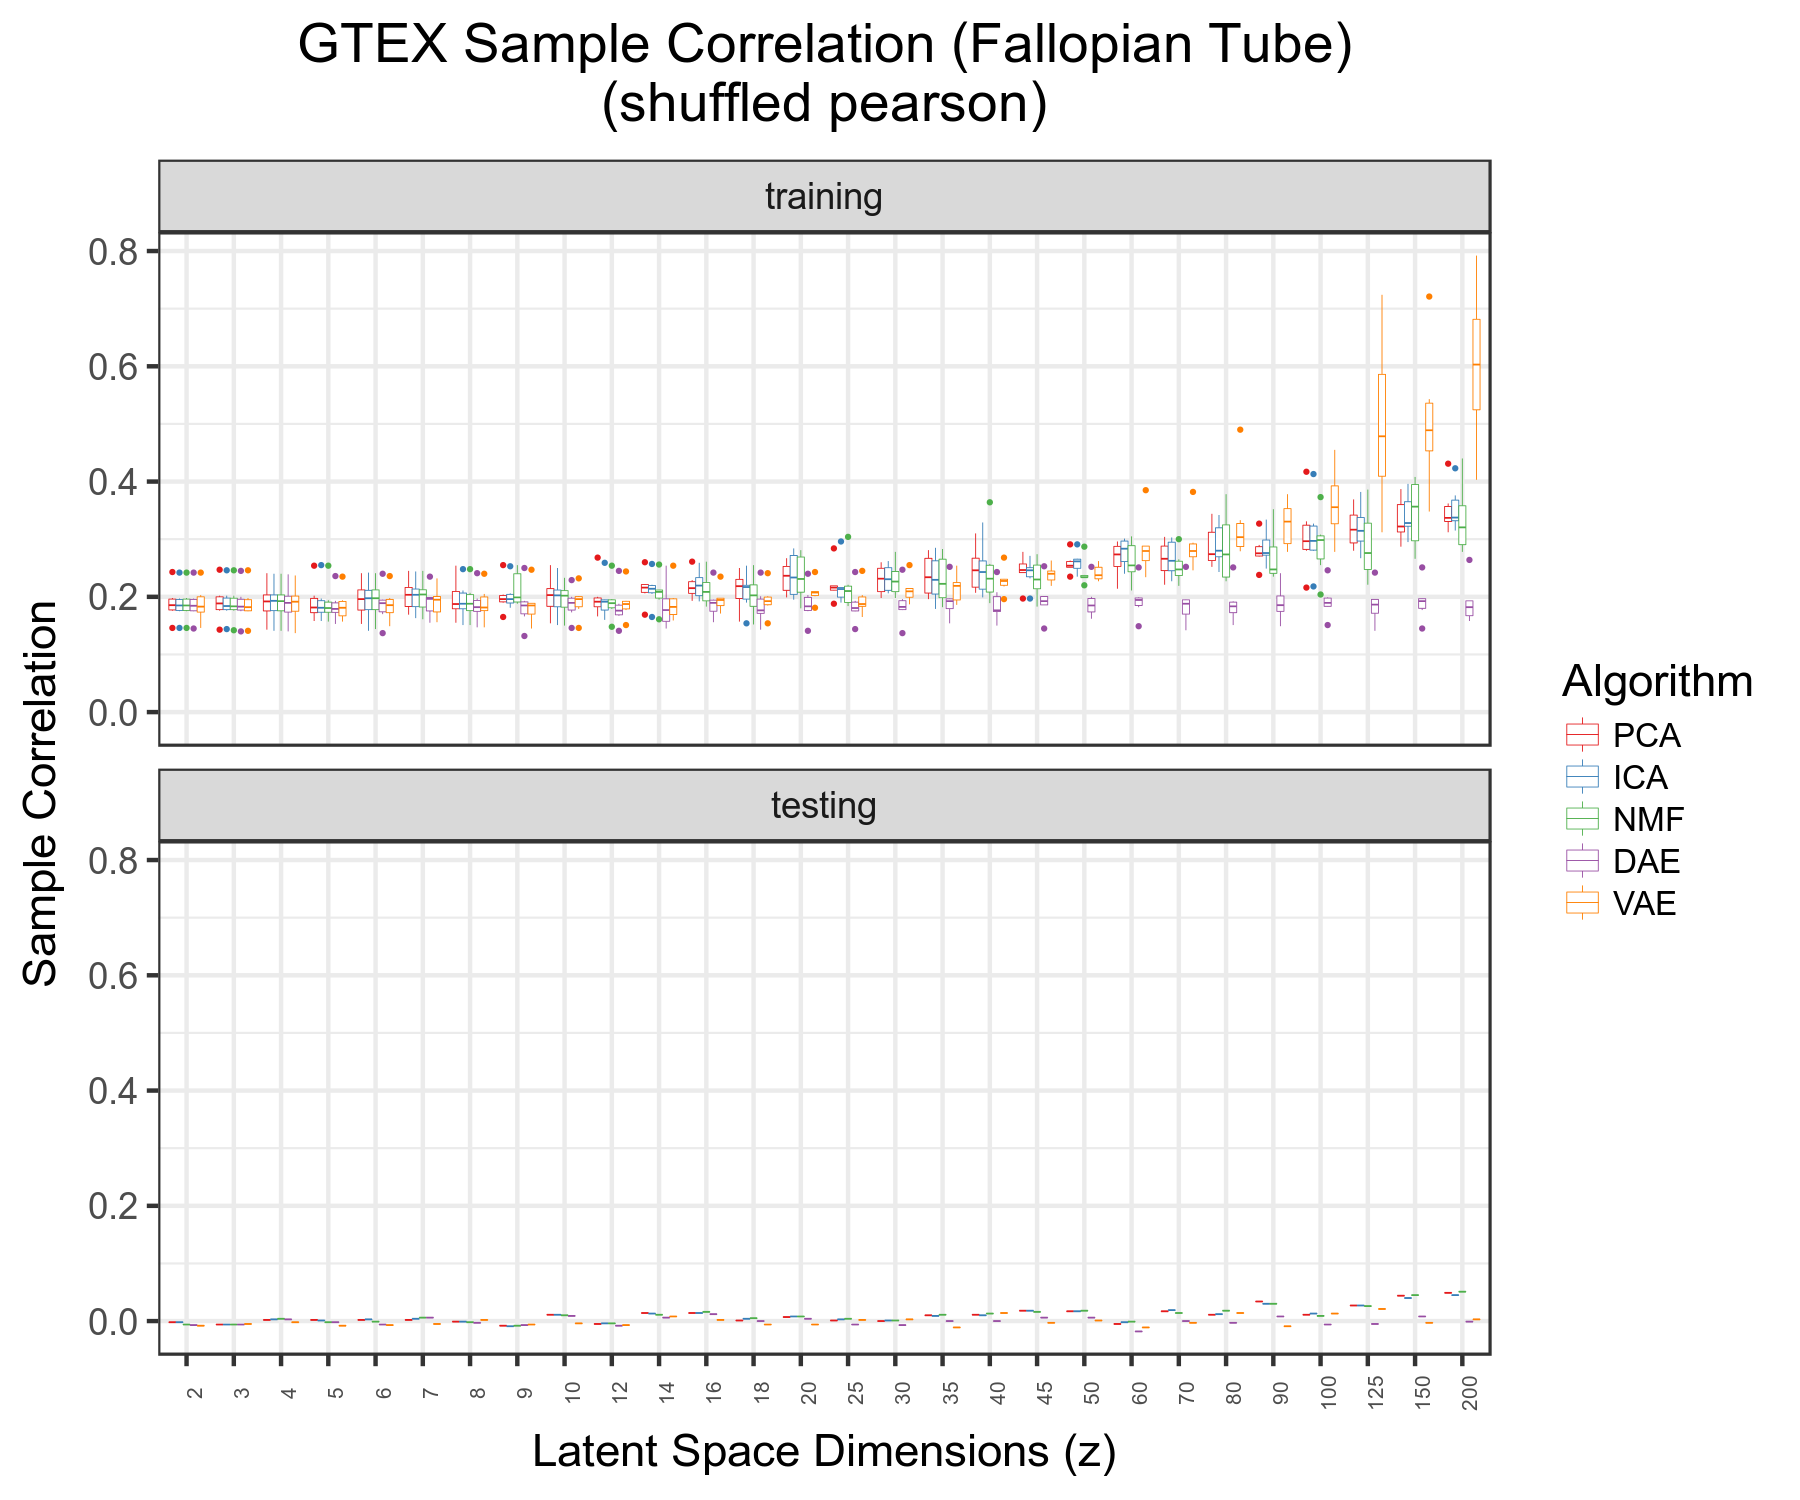 GTEX Sample Correlation (Fallopian Tube)
(shuffled pearson)
training
0.8
0.6
0.4
0.2
0.0
Sample Correlation
testing
0.8
0.6
0.4
0.2
0.0
2 3 4 5 6 7 8 9 10 12 14 16 18 20 25 30 35 40 45 50 60 70 80 90 100 125 150 200
Latent Space Dimensions (z)
Algorithm
PCA
ICA
NMF
DAE
VAE